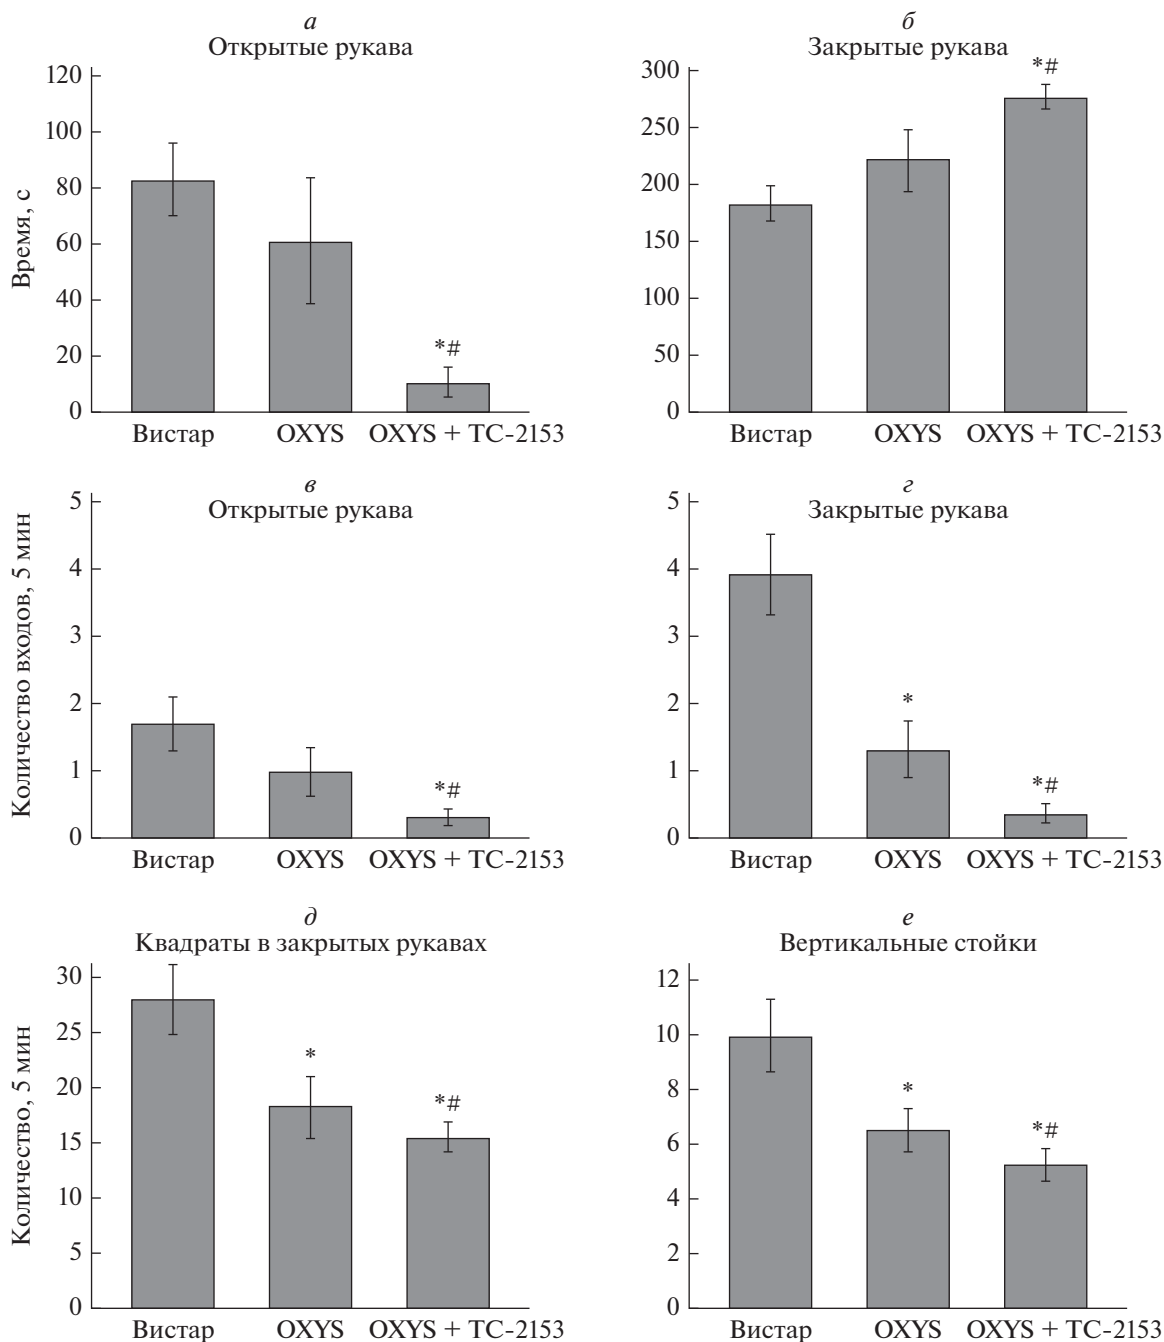 а
Открытые рукава
120
100
80
60
40
20
0
Время, с
*#
Вистар OXYS OXYS + TC-2153
б
Закрытые рукава
300
250
200
150
100
50
0
*#
Вистар OXYS OXYS + TC-2153
в
Открытые рукава
5
4
3
2
1
0
Количество входов, 5 мин
*#
Вистар OXYS OXYS + TC-2153
г
Закрытые рукава
5
4
3
2
1
0
*
*#
Вистар OXYS OXYS + TC-2153
д
Квадраты в закрытых рукавах
30
25
20
15
10
5
0
Количество, 5 мин
*
*#
Вистар OXYS OXYS + TC-2153
е
Вертикальные стойки
12
10
8
6
4
2
0
*
*#
Вистар OXYS OXYS + TC-2153